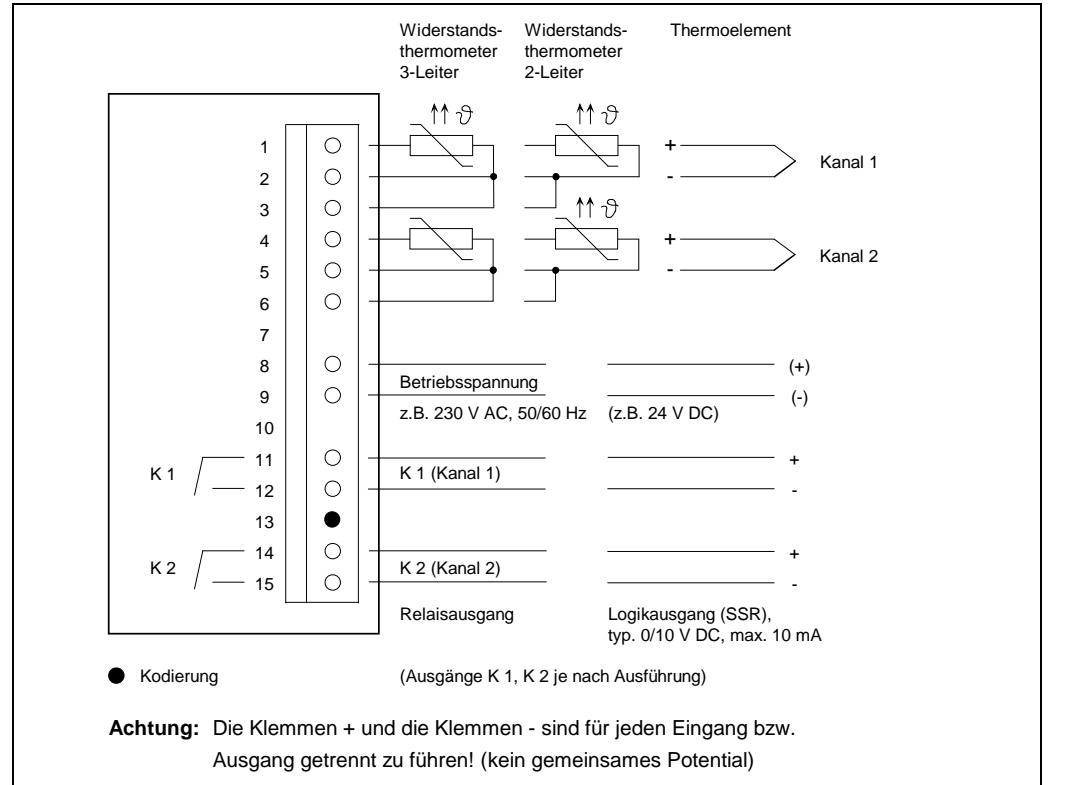 Widerstands-
thermometer
3-Leiter
Widerstands-
thermometer
2-Leiter
Thermoelement
ϑ
ϑ
1
+
Kanal 1
2
-
3
ϑ
4
+
Kanal 2
5
-
6
7
8
(+)
Betriebsspannung
9
(-)
z.B. 230 V AC, 50/60 Hz
(z.B. 24 V DC)
10
K 1
11
+
K 1 (Kanal 1)
12
-
13
K 2
14
+
K 2 (Kanal 2)
15
-
Relaisausgang
Logikausgang (SSR),
typ. 0/10 V DC, max. 10 mA
Kodierung
(Ausgänge K 1, K 2 je nach Ausführung)
Achtung: Die Klemmen + und die Klemmen - sind für jeden Eingang bzw.
Ausgang getrennt zu führen! (kein gemeinsames Potential)